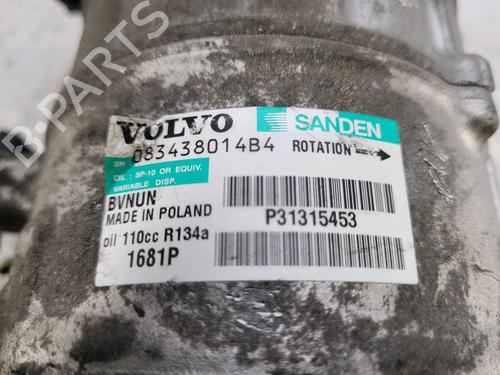 VOLVO SANDEN
SN : 083438014B4 ROTATION
OIL : SP-10 OR EQUIV.
VARIABLE DISP.
BVNUN
MADE IN POLAND P31315453
oil 110cc R134a
1681P